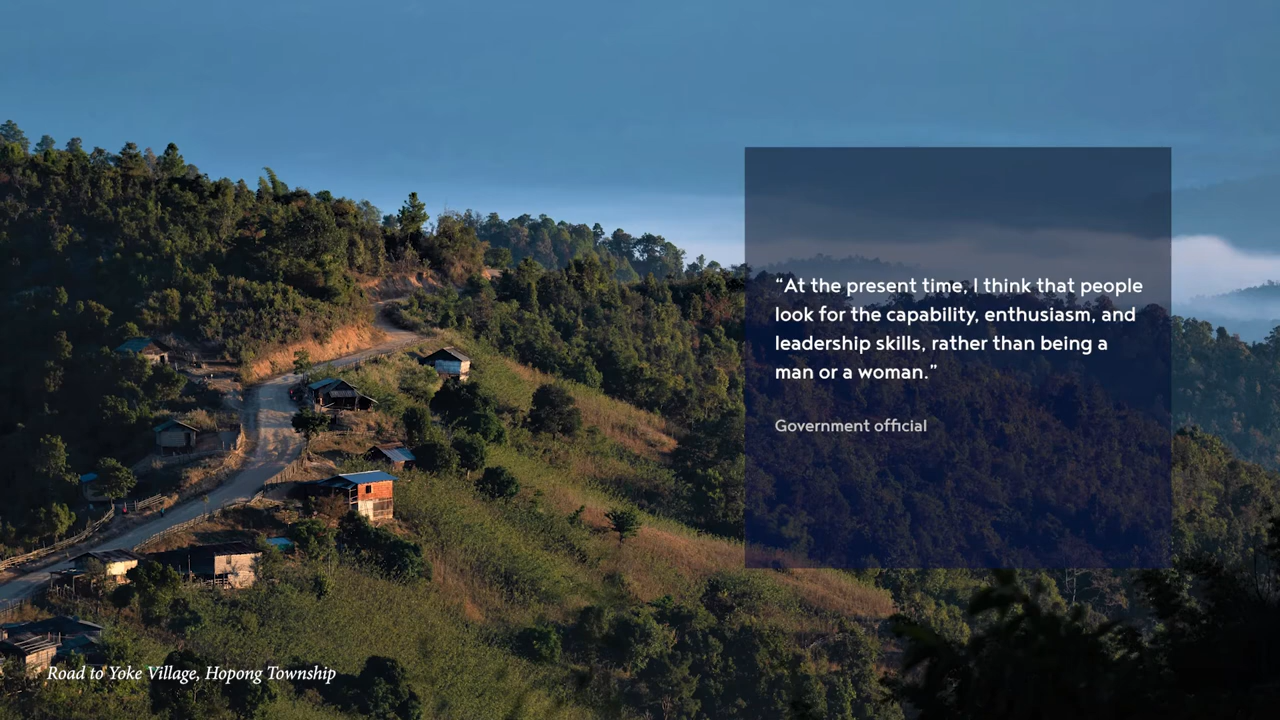 “At the present time, I think that people
look for the capability, enthusiasm, and
leadership skills, rather than being a
man or a woman.”
Government official
Road to Yoke Village, Hopong Township